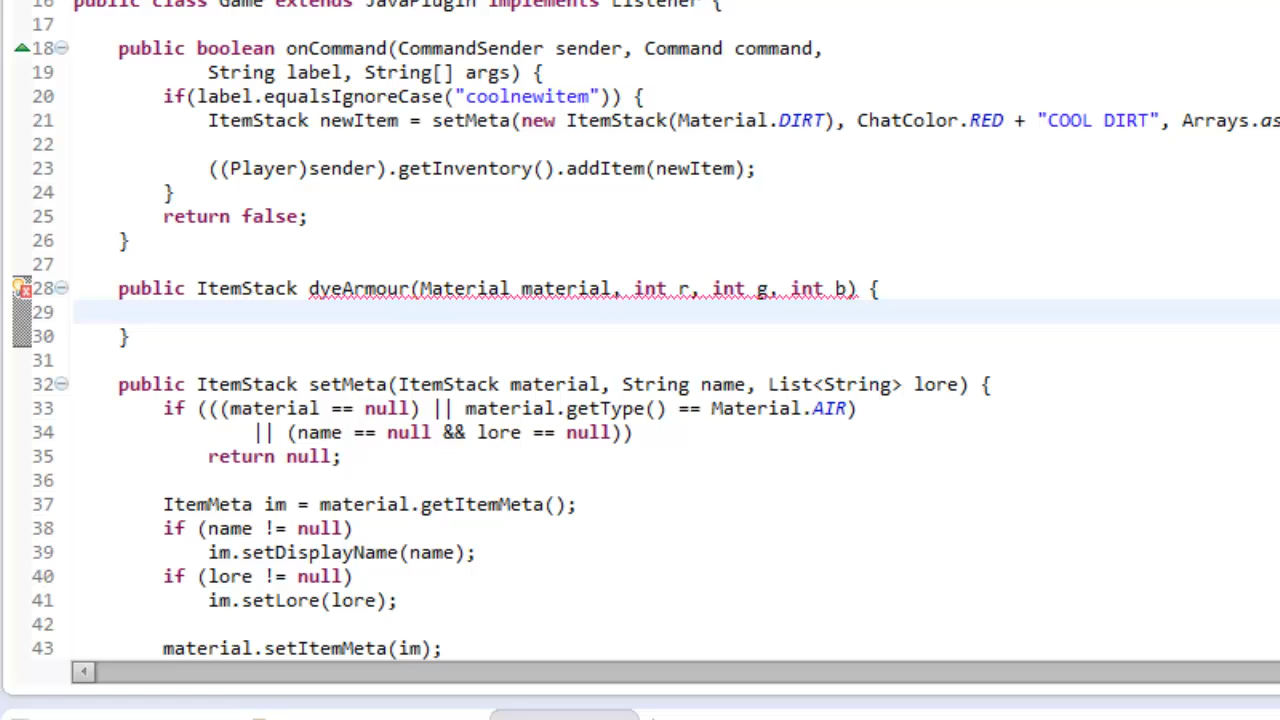 16 public class Game extends JavaPlugin implements Listener {
17
18 public boolean onCommand(CommandSender sender, Command command,
19 String label, String[] args) {
20 if(label.equalsIgnoreCase("coolnewitem")) {
21 ItemStack newItem = setMeta(new ItemStack(Material.DIRT), ChatColor.RED + "COOL DIRT", Arrays.as
22
23 ((Player)sender).getInventory().addItem(newItem);
24 }
25 return false;
26 }
27
28 public ItemStack dyeArmour(Material material, int r, int g, int b) {
29
30 }
31
32 public ItemStack setMeta(ItemStack material, String name, List<String> lore) {
33 if (((material == null) || material.getType() == Material.AIR)
34 || (name == null && lore == null))
35 return null;
36
37 ItemMeta im = material.getItemMeta();
38 if (name != null)
39 im.setDisplayName(name);
40 if (lore != null)
41 im.setLore(lore);
42
43 material.setItemMeta(im);